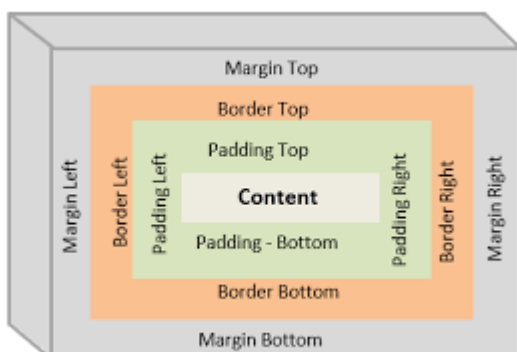 Margin Top
Border Top
Padding Top
Margin Left
Border Left
Padding Left
Content
Padding Right
Border Right
Margin Right
Padding - Bottom
Border Bottom
Margin Bottom